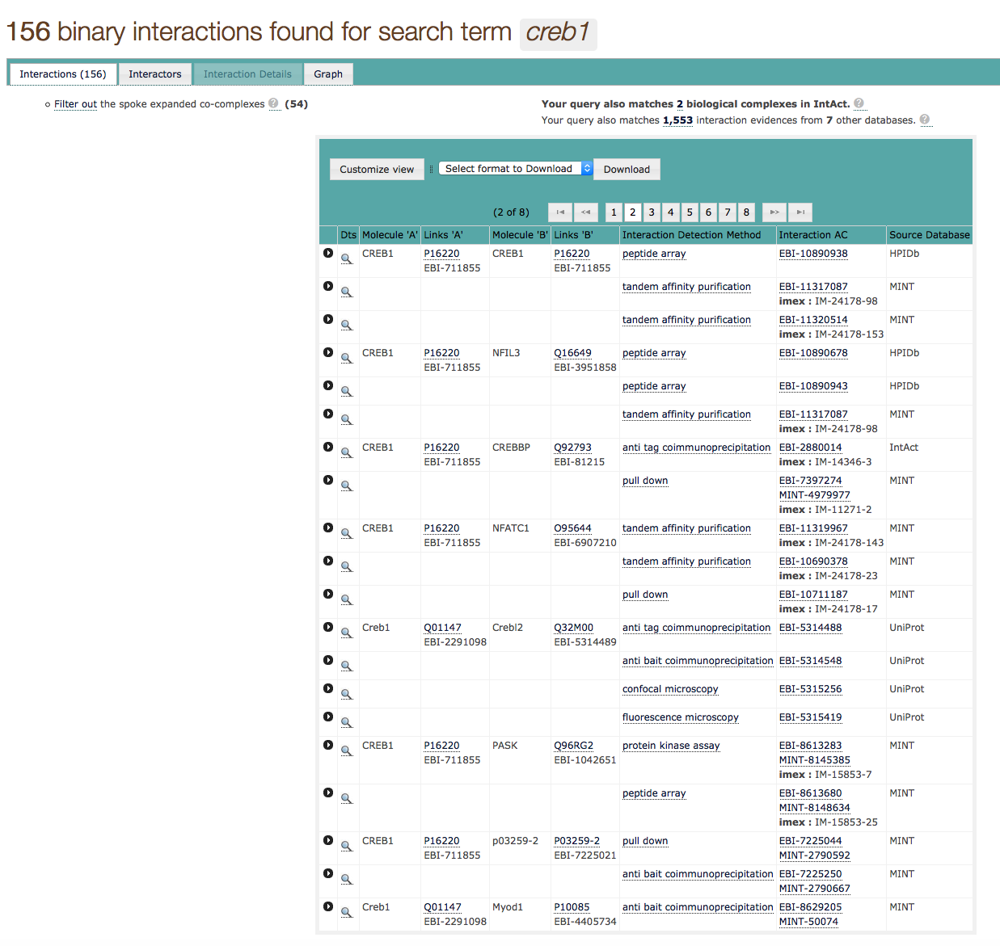 156 binary interactions found for search term creb1
Interactions (156) Interactors Interaction Details Graph
Filter out the spoke expanded co-complexes ? (54)
Your query also matches 2 biological complexes in IntAct. ?
Your query also matches 1,553 interaction evidences from 7 other databases. ?
Customize view Select format to Download Download
(2 of 8) 1 2 3 4 5 6 7 8
Dts Molecule 'A' Links 'A' Molecule 'B' Links 'B' Interaction Detection Method Interaction AC Source Database
CREB1 P16220 CREB1 P16220 peptide array EBI-10890938 HPIDb
EBI-711855 EBI-711855
tandem affinity purification EBI-11317087 MINT
imex : IM-24178-98
tandem affinity purification EBI-11320514 MINT
imex : IM-24178-153
CREB1 P16220 NFIL3 Q16649 peptide array EBI-10890678 HPIDb
EBI-711855 EBI-3951858
peptide array EBI-10890943 HPIDb
tandem affinity purification EBI-11317087 MINT
imex : IM-24178-98
CREB1 P16220 CREBBP Q92793 anti tag coimmunoprecipitation EBI-2880014 IntAct
EBI-711855 EBI-81215 imex : IM-14346-3
pull down EBI-7397274 MINT
MINT-4979977
imex : IM-11271-2
CREB1 P16220 NFATC1 O95644 tandem affinity purification EBI-11319967 MINT
EBI-711855 EBI-6907210 imex : IM-24178-143
tandem affinity purification EBI-10690378 MINT
imex : IM-24178-23
pull down EBI-10711187 MINT
imex : IM-24178-17
Creb1 Q01147 Crebl2 Q32M00 anti tag coimmunoprecipitation EBI-5314488 UniProt
EBI-2291098 EBI-5314489
anti bait coimmunoprecipitation EBI-5314548 UniProt
confocal microscopy EBI-5315256 UniProt
fluorescence microscopy EBI-5315419 UniProt
CREB1 P16220 PASK Q96RG2 protein kinase assay EBI-8613283 MINT
EBI-711855 EBI-1042651 MINT-8145385
imex : IM-15853-7
peptide array EBI-8613680 MINT
MINT-8148634
imex : IM-15853-25
CREB1 P16220 p03259-2 P03259-2 pull down EBI-7225044 MINT
EBI-711855 EBI-7225021 MINT-2790592
anti bait coimmunoprecipitation EBI-7225250 MINT
MINT-2790667
Creb1 Q01147 Myod1 P10085 anti bait coimmunoprecipitation EBI-8629205 MINT
EBI-2291098 EBI-4405734 MINT-50074